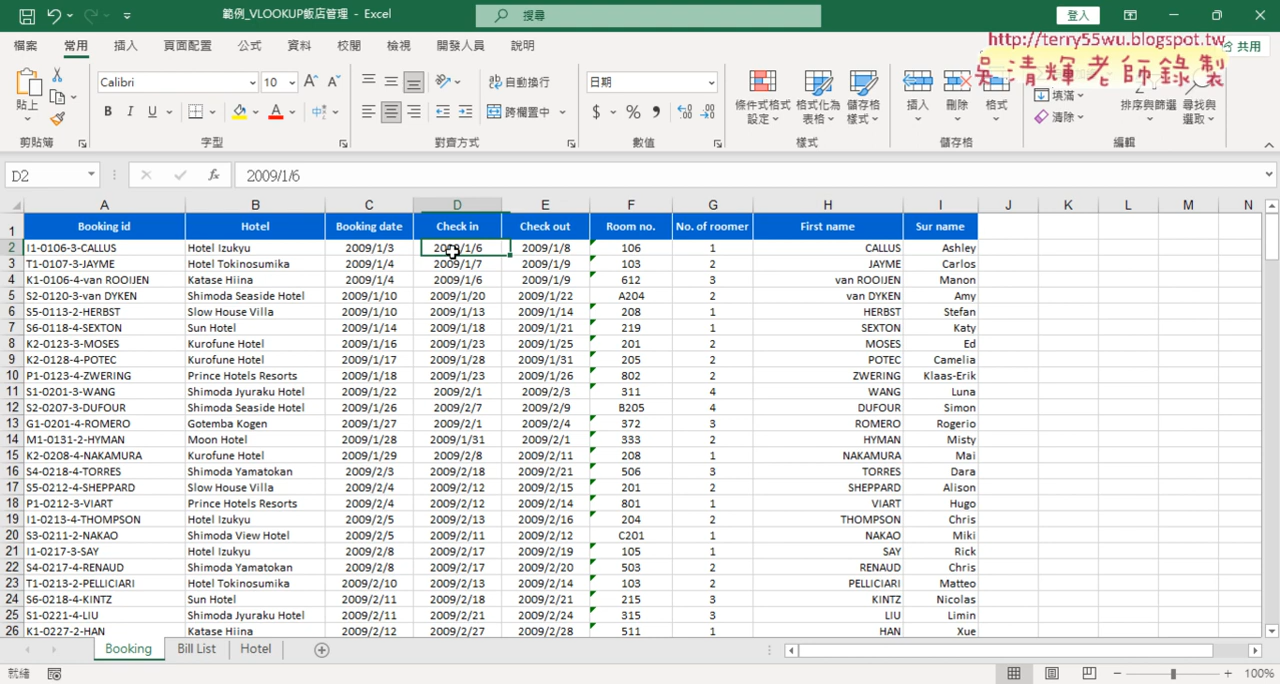 範例_VLOOKUP飯店管理 - Excel
搜尋
登入
http://terry55wu.blogspot.tw
吳清輝老師錄製
檔案 常用 插入 頁面配置 公式 資料 校閱 檢視 開發人員 說明 共用
貼上
Calibri 10
B I U
自動換行
跨欄置中
日期
$ % ,
條件式格式設定
格式化為表格
儲存格樣式
插入 刪除 格式
填滿
清除
排序與篩選
尋找與選取
剪貼簿 字型 對齊方式 數值 樣式 儲存格 編輯
D2 fx 2009/1/6
A B C D E F G H I J K L M N
1 Booking id Hotel Booking date Check in Check out Room no. No. of roomer First name Sur name
2 I1-0106-3-CALLUS Hotel Izukyu 2009/1/3 2009/1/6 2009/1/8 106 1 CALLUS Ashley
3 T1-0107-3-JAYME Hotel Tokinosumika 2009/1/4 2009/1/7 2009/1/9 103 2 JAYME Carlos
4 K1-0106-4-van ROOIJEN Katase Hiina 2009/1/4 2009/1/6 2009/1/9 612 3 van ROOIJEN Manon
5 S2-0120-3-van DYKEN Shimoda Seaside Hotel 2009/1/10 2009/1/20 2009/1/22 A204 2 van DYKEN Amy
6 S5-0113-2-HERBST Slow House Villa 2009/1/10 2009/1/13 2009/1/14 208 1 HERBST Stefan
7 S6-0118-4-SEXTON Sun Hotel 2009/1/14 2009/1/18 2009/1/21 219 1 SEXTON Katy
8 K2-0123-3-MOSES Kurofune Hotel 2009/1/16 2009/1/23 2009/1/25 201 2 MOSES Ed
9 K2-0128-4-POTEC Kurofune Hotel 2009/1/17 2009/1/28 2009/1/31 205 2 POTEC Camelia
10 P1-0123-4-ZWERING Prince Hotels Resorts 2009/1/18 2009/1/23 2009/1/26 802 2 ZWERING Klaas-Erik
11 S1-0201-3-WANG Shimoda Jyuraku Hotel 2009/1/22 2009/2/1 2009/2/3 311 4 WANG Luna
12 S2-0207-3-DUFOUR Shimoda Seaside Hotel 2009/1/26 2009/2/7 2009/2/9 B205 4 DUFOUR Simon
13 G1-0201-4-ROMERO Gotemba Kogen 2009/1/27 2009/2/1 2009/2/4 372 3 ROMERO Rogerio
14 M1-0131-2-HYMAN Moon Hotel 2009/1/28 2009/1/31 2009/2/1 333 2 HYMAN Misty
15 K2-0208-4-NAKAMURA Kurofune Hotel 2009/1/29 2009/2/8 2009/2/11 208 1 NAKAMURA Mai
16 S4-0218-4-TORRES Shimoda Yamatokan 2009/2/3 2009/2/18 2009/2/21 506 3 TORRES Dara
17 S5-0212-4-SHEPPARD Slow House Villa 2009/2/4 2009/2/12 2009/2/15 201 2 SHEPPARD Alison
18 P1-0212-3-VIART Prince Hotels Resorts 2009/2/4 2009/2/12 2009/2/14 801 1 VIART Hugo
19 I1-0213-4-THOMPSON Hotel Izukyu 2009/2/5 2009/2/13 2009/2/16 204 2 THOMPSON Chris
20 S3-0211-2-NAKAO Shimoda View Hotel 2009/2/5 2009/2/11 2009/2/12 C201 1 NAKAO Miki
21 I1-0217-3-SAY Hotel Izukyu 2009/2/8 2009/2/17 2009/2/19 105 1 SAY Rick
22 S4-0217-4-RENAUD Shimoda Yamatokan 2009/2/8 2009/2/17 2009/2/20 503 2 RENAUD Chris
23 T1-0213-2-PELLICIARI Hotel Tokinosumika 2009/2/10 2009/2/13 2009/2/14 103 2 PELLICIARI Matteo
24 S6-0218-4-KINTZ Sun Hotel 2009/2/11 2009/2/18 2009/2/21 215 3 KINTZ Nicolas
25 S1-0221-4-LIU Shimoda Jyuraku Hotel 2009/2/11 2009/2/21 2009/2/24 315 3 LIU Limin
26 K1-0227-2-HAN Katase Hiina 2009/2/12 2009/2/27 2009/2/28 511 1 HAN Xue
Booking Bill List Hotel
就緒 100%